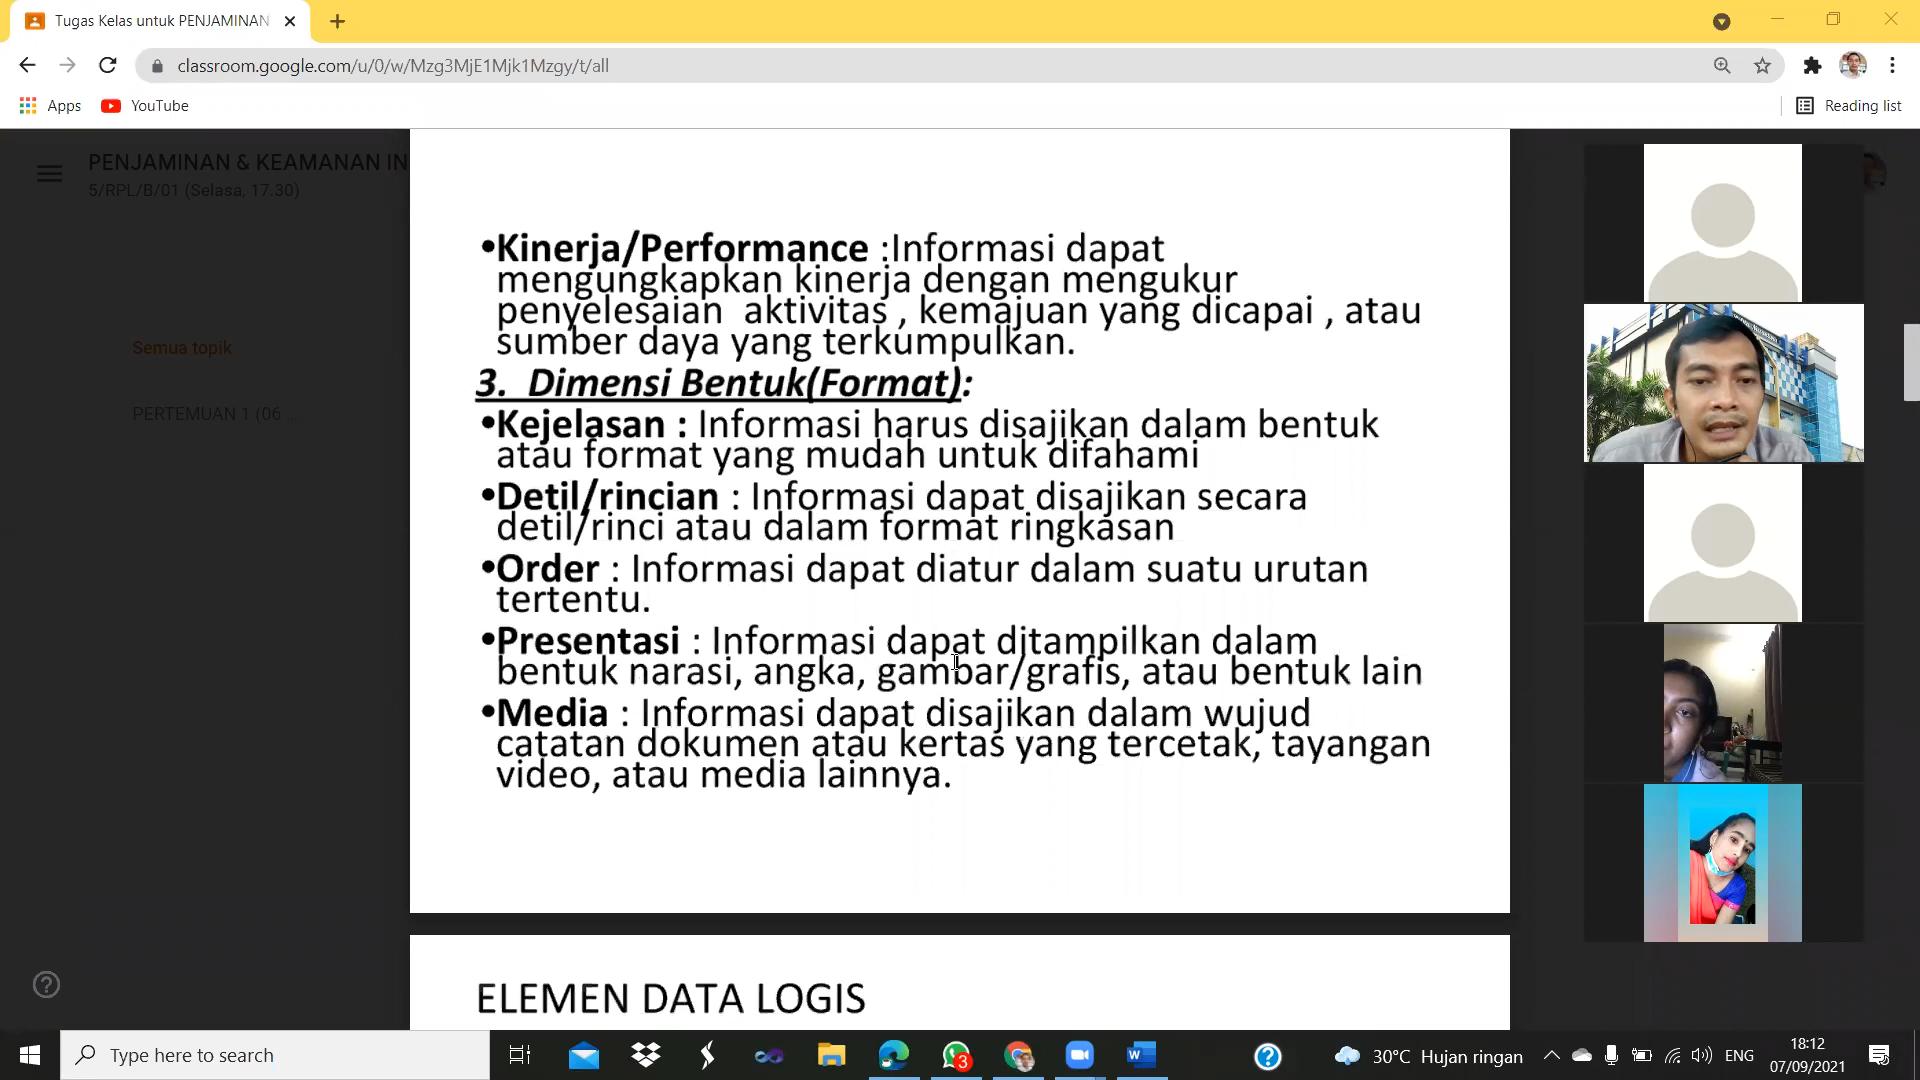 Tugas Kelas untuk PENJAMINAN
classroom.google.com/u/0/w/Mzg3MjE1Mjk1Mzgy/t/all
Apps
YouTube
Reading list
PENJAMINAN & KEAMANAN IN
5/RPL/B/01 (Selasa, 17.30)
Semua topik
PERTEMUAN 1 (06 ...
•Kinerja/Performance :Informasi dapat
mengungkapkan kinerja dengan mengukur
penyelesaian aktivitas , kemajuan yang dicapai , atau
sumber daya yang terkumpulkan.
3. Dimensi Bentuk(Format):
•Kejelasan : Informasi harus disajikan dalam bentuk
atau format yang mudah untuk difahami
•Detil/rincian : Informasi dapat disajikan secara
detil/rinci atau dalam format ringkasan
•Order : Informasi dapat diatur dalam suatu urutan
tertentu.
•Presentasi : Informasi dapat ditampilkan dalam
bentuk narasi, angka, gambar/grafis, atau bentuk lain
•Media : Informasi dapat disajikan dalam wujud
catatan dokumen atau kertas yang tercetak, tayangan
video, atau media lainnya.
ELEMEN DATA LOGIS
Type here to search
3
30°C Hujan ringan
ENG
18:12
07/09/2021